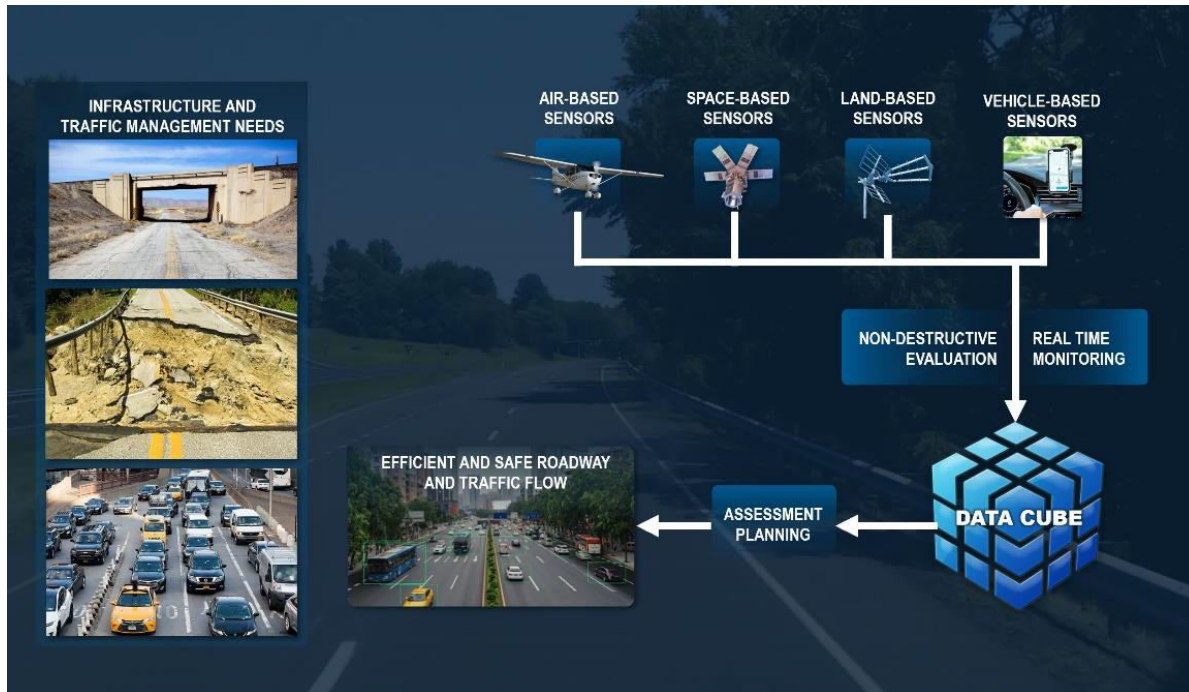 INFRASTRUCTURE AND
TRAFFIC MANAGEMENT NEEDS
AIR-BASED
SENSORS
SPACE-BASED
SENSORS
LAND-BASED
SENSORS
VEHICLE-BASED
SENSORS
NON-DESTRUCTIVE
EVALUATION
REAL TIME
MONITORING
DATA CUBE
ASSESSMENT
PLANNING
EFFICIENT AND SAFE ROADWAY
AND TRAFFIC FLOW